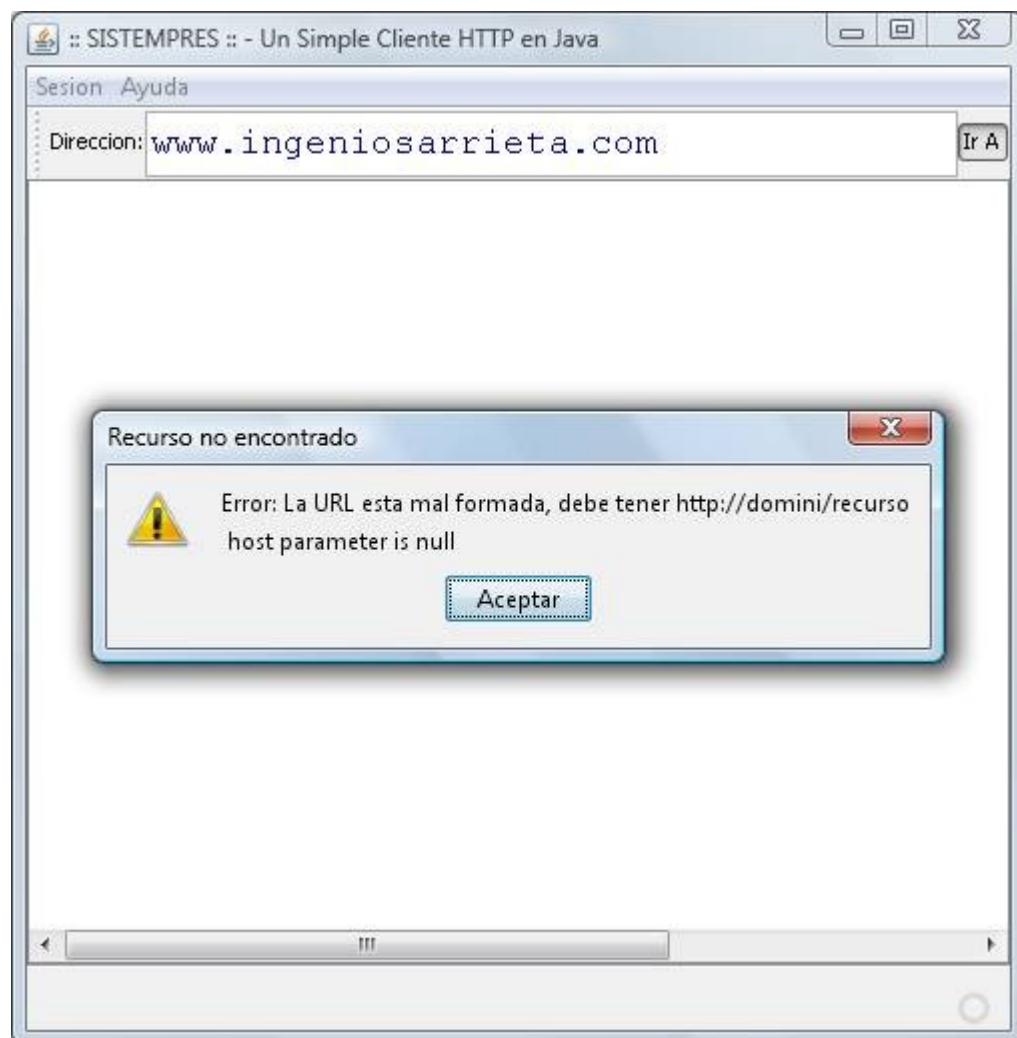 :: SISTEMPRES :: - Un Simple Cliente HTTP en Java
Sesion Ayuda
Direccion: www.ingeniosarrieta.com Ir A
Recurso no encontrado
Error: La URL esta mal formada, debe tener http://domini/recurso
host parameter is null
Aceptar